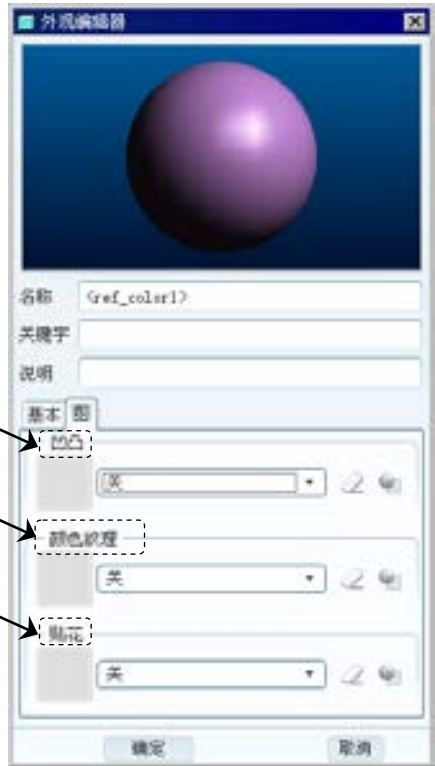 外观编辑器
名称 <ref_color1>
关键字
说明
基本 图
凹凸
关
颜色纹理
关
贴花
关
确定 取消